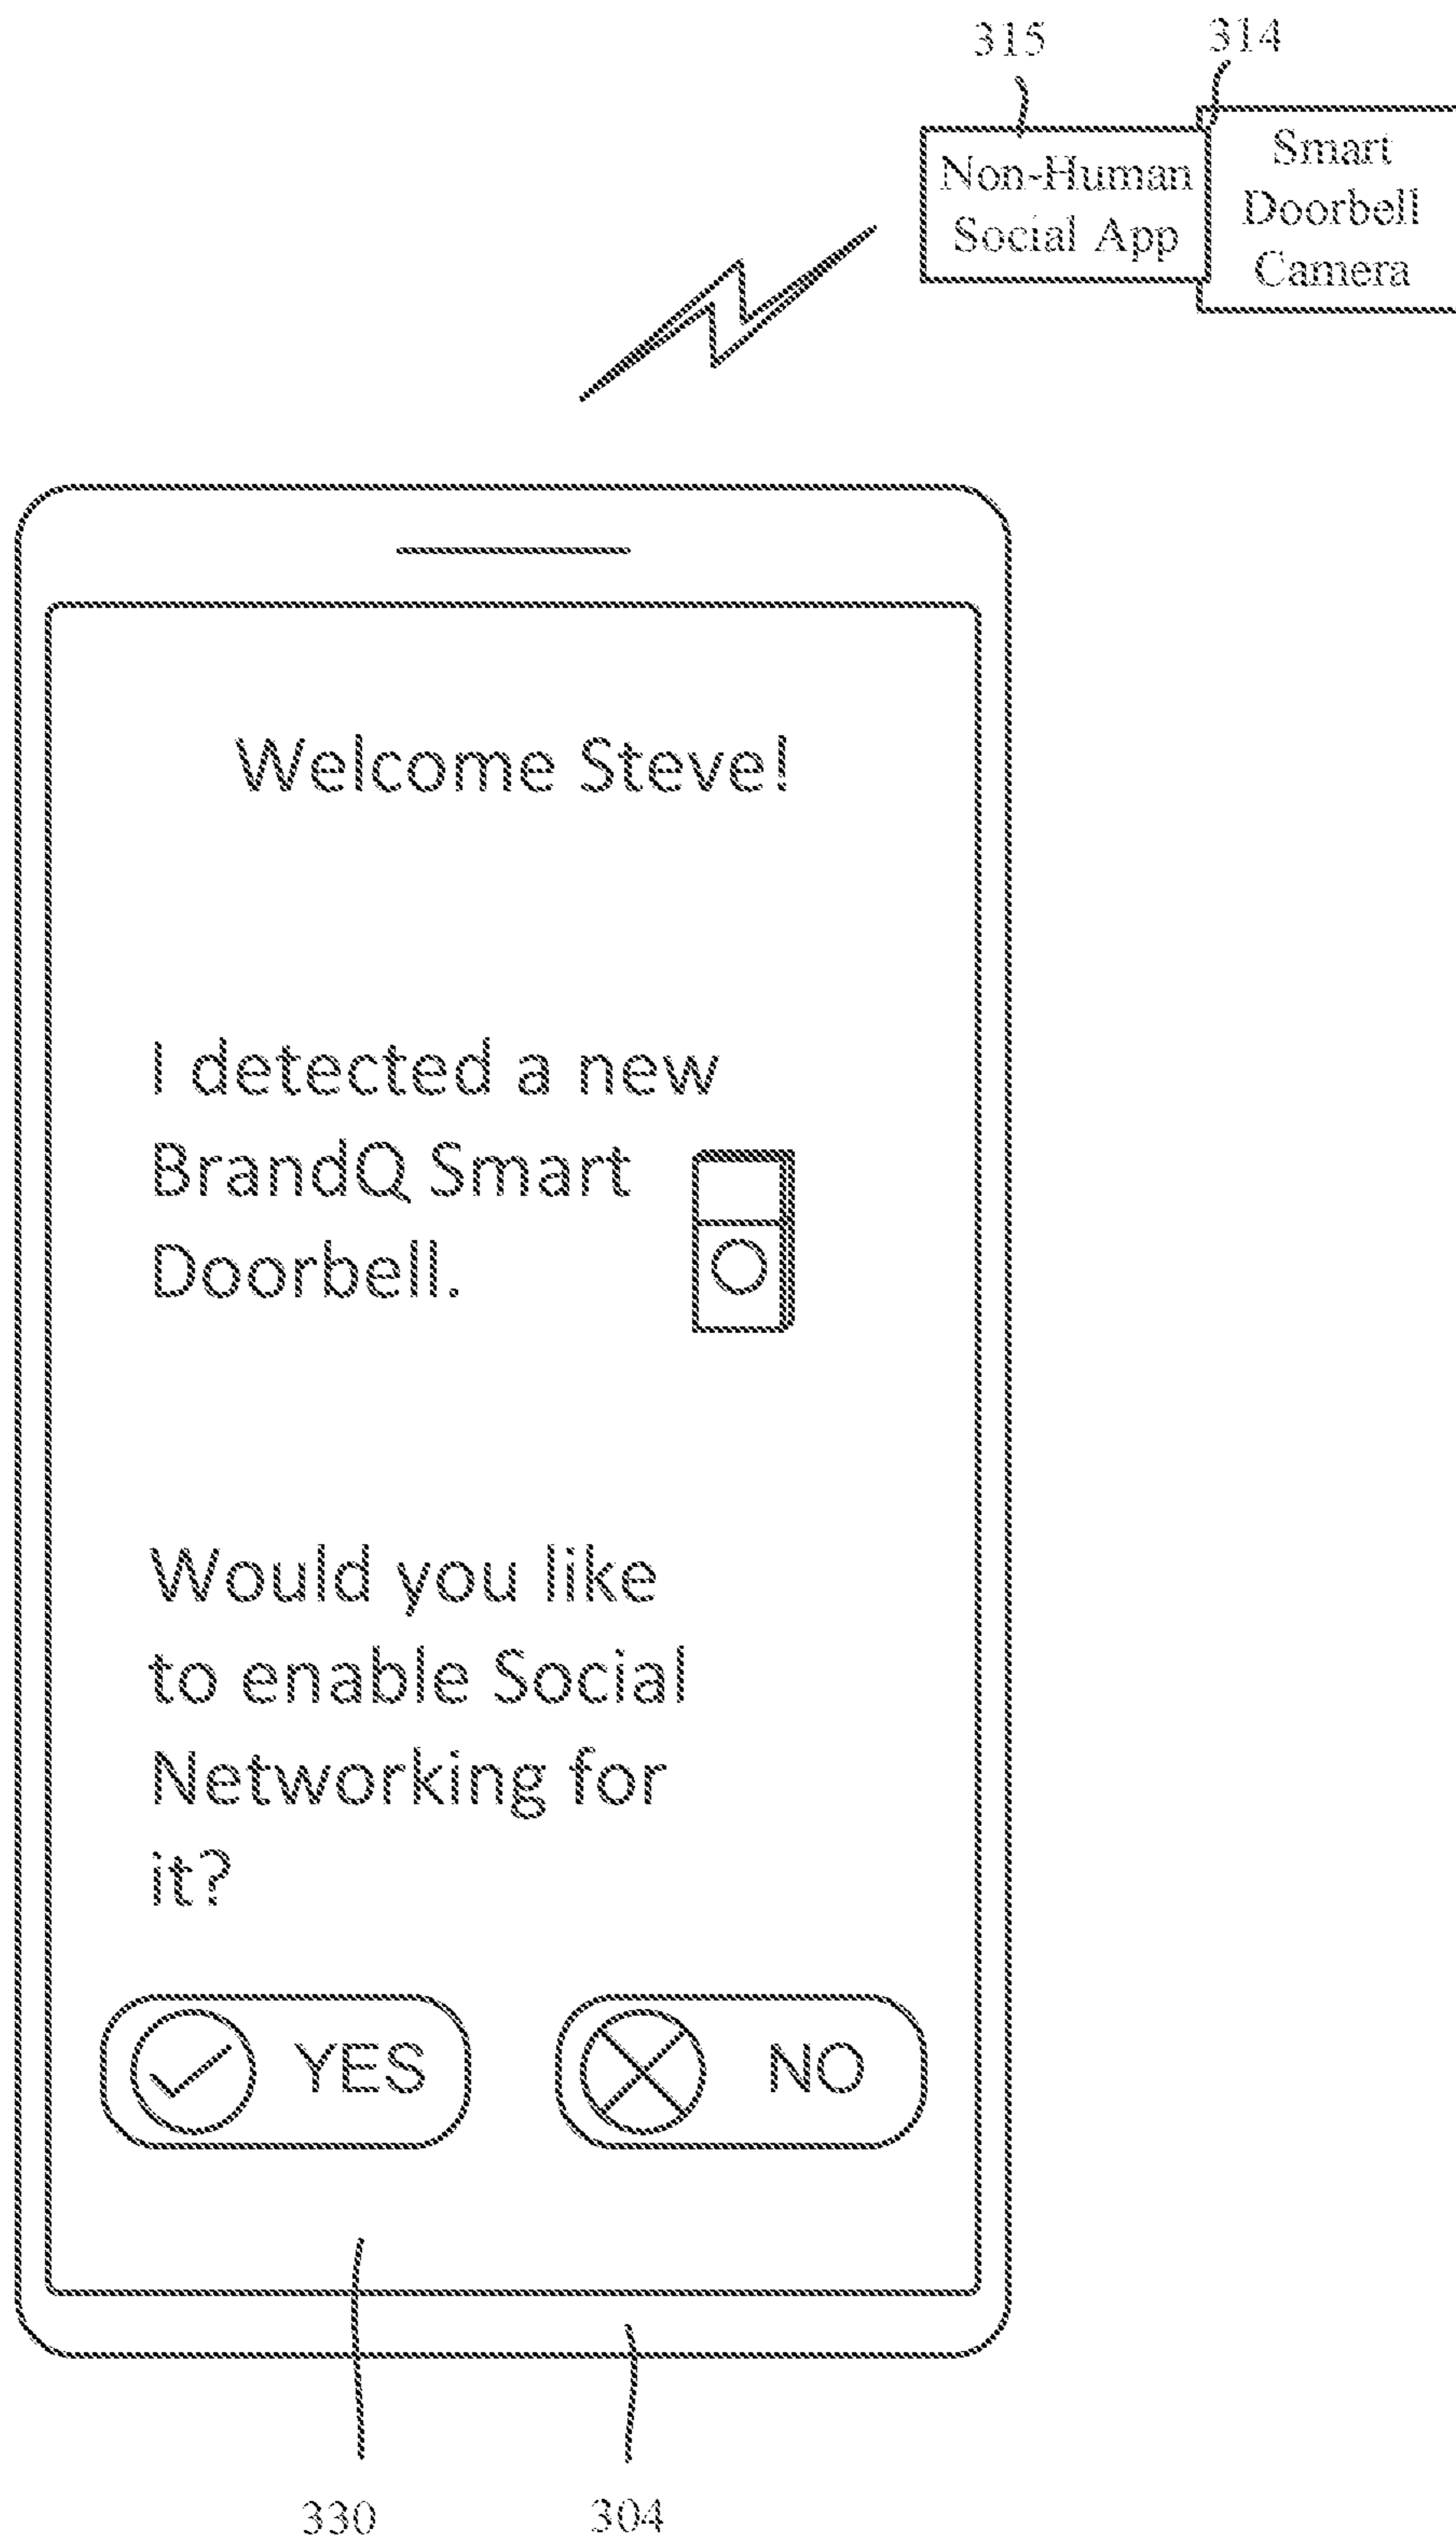 315
314
Non-Human
Social App
Smart
Doorbell
Camera
Welcome Steve!
I detected a new
BrandQ Smart
Doorbell.
Would you like
to enable Social
Networking for
it?
YES
NO
330
304